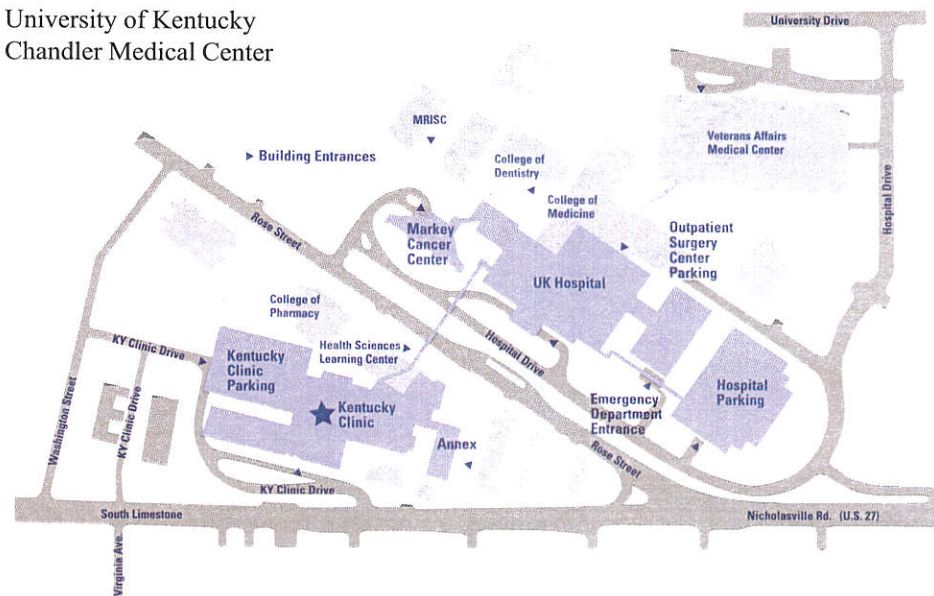 University of Kentucky
Chandler Medical Center
University Drive
MRISC
Veterans Affairs
Medical Center
Building Entrances
College of
Dentistry
College of
Medicine
Hospital Drive
Rose Street
Markey
Cancer
Center
Outpatient
Surgery
Center
Parking
UK Hospital
College of
Pharmacy
Health Sciences
Learning Center
Hospital Drive
KY Clinic Drive
Kentucky
Clinic
Parking
Washington Street
KY Clinic Drive
Kentucky
Clinic
Emergency
Department
Entrance
Hospital
Parking
Annex
Rose Street
KY Clinic Drive
South Limestone
Nicholasville Rd. (U.S. 27)
Virginia Ave.